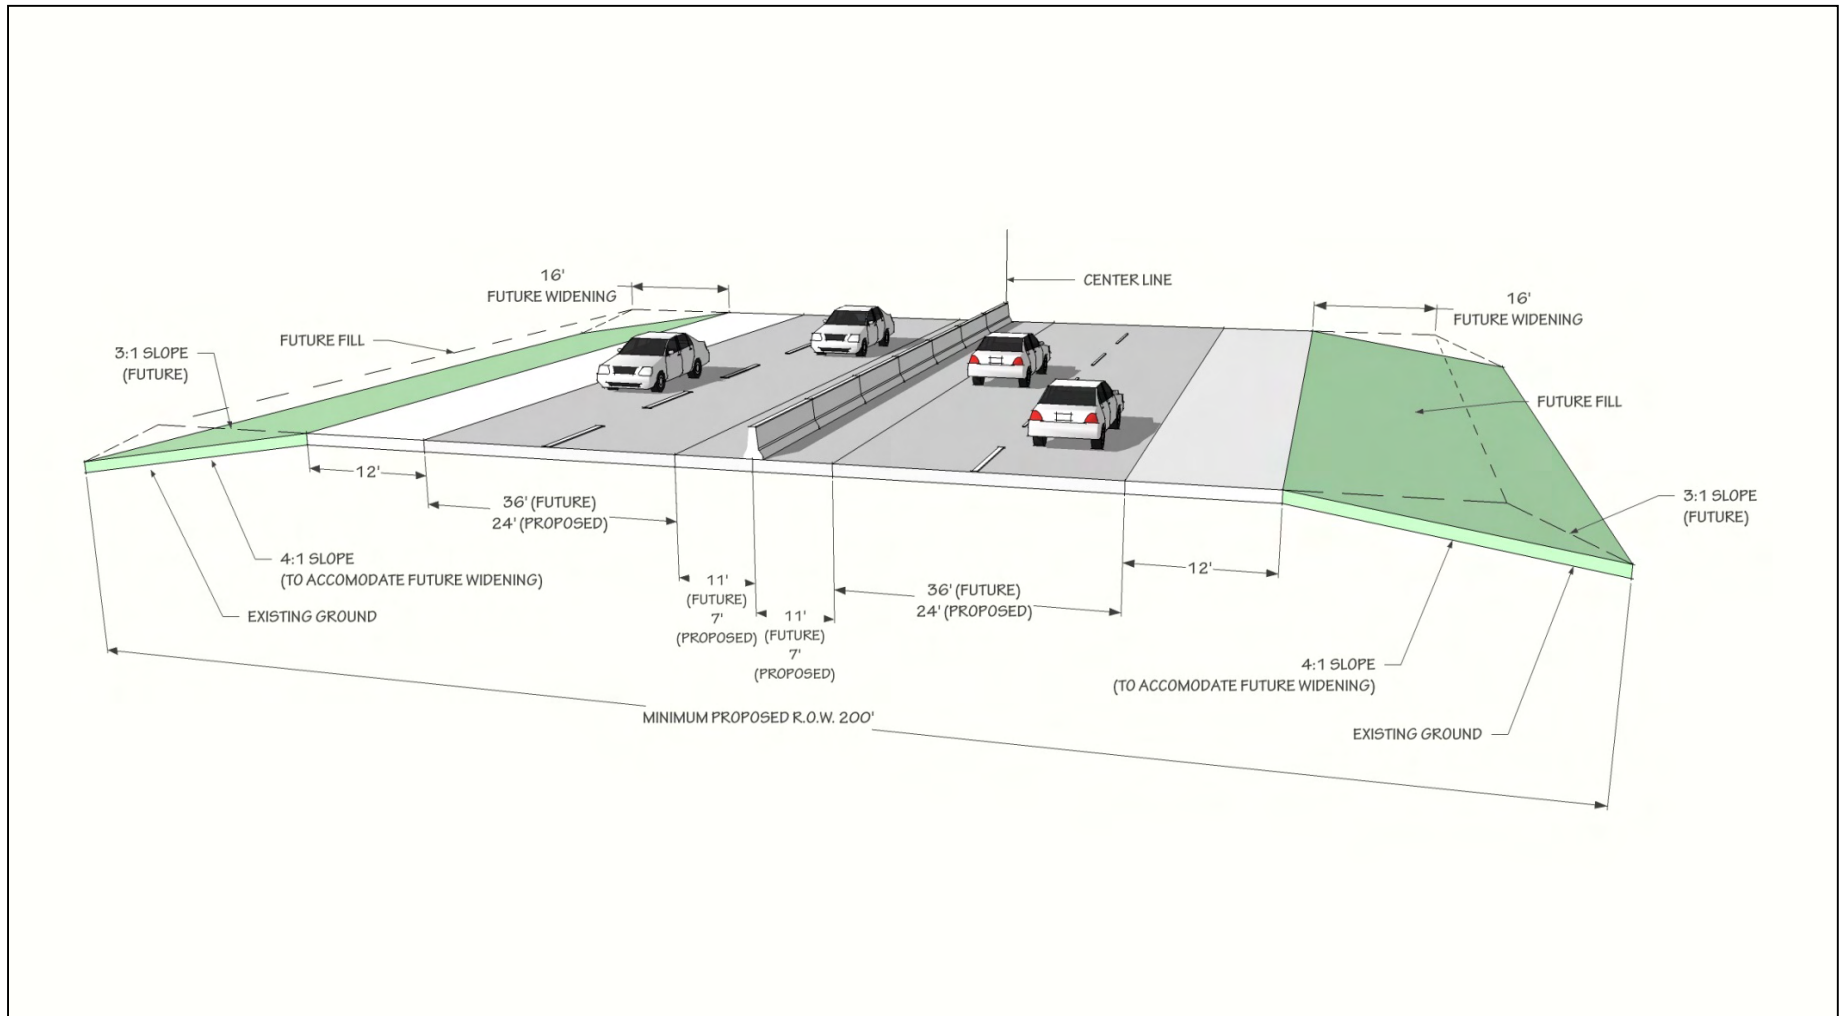 16'
FUTURE WIDENING
CENTER LINE
16'
FUTURE WIDENING
FUTURE FILL
3:1 SLOPE
(FUTURE)
FUTURE FILL
12'
36' (FUTURE)
24' (PROPOSED)
3:1 SLOPE
(FUTURE)
4:1 SLOPE
(TO ACCOMODATE FUTURE WIDENING)
EXISTING GROUND
11'
(FUTURE)
7'
(PROPOSED)
11'
(FUTURE)
7'
(PROPOSED)
36' (FUTURE)
24' (PROPOSED)
12'
4:1 SLOPE
(TO ACCOMODATE FUTURE WIDENING)
MINIMUM PROPOSED R.O.W. 200'
EXISTING GROUND